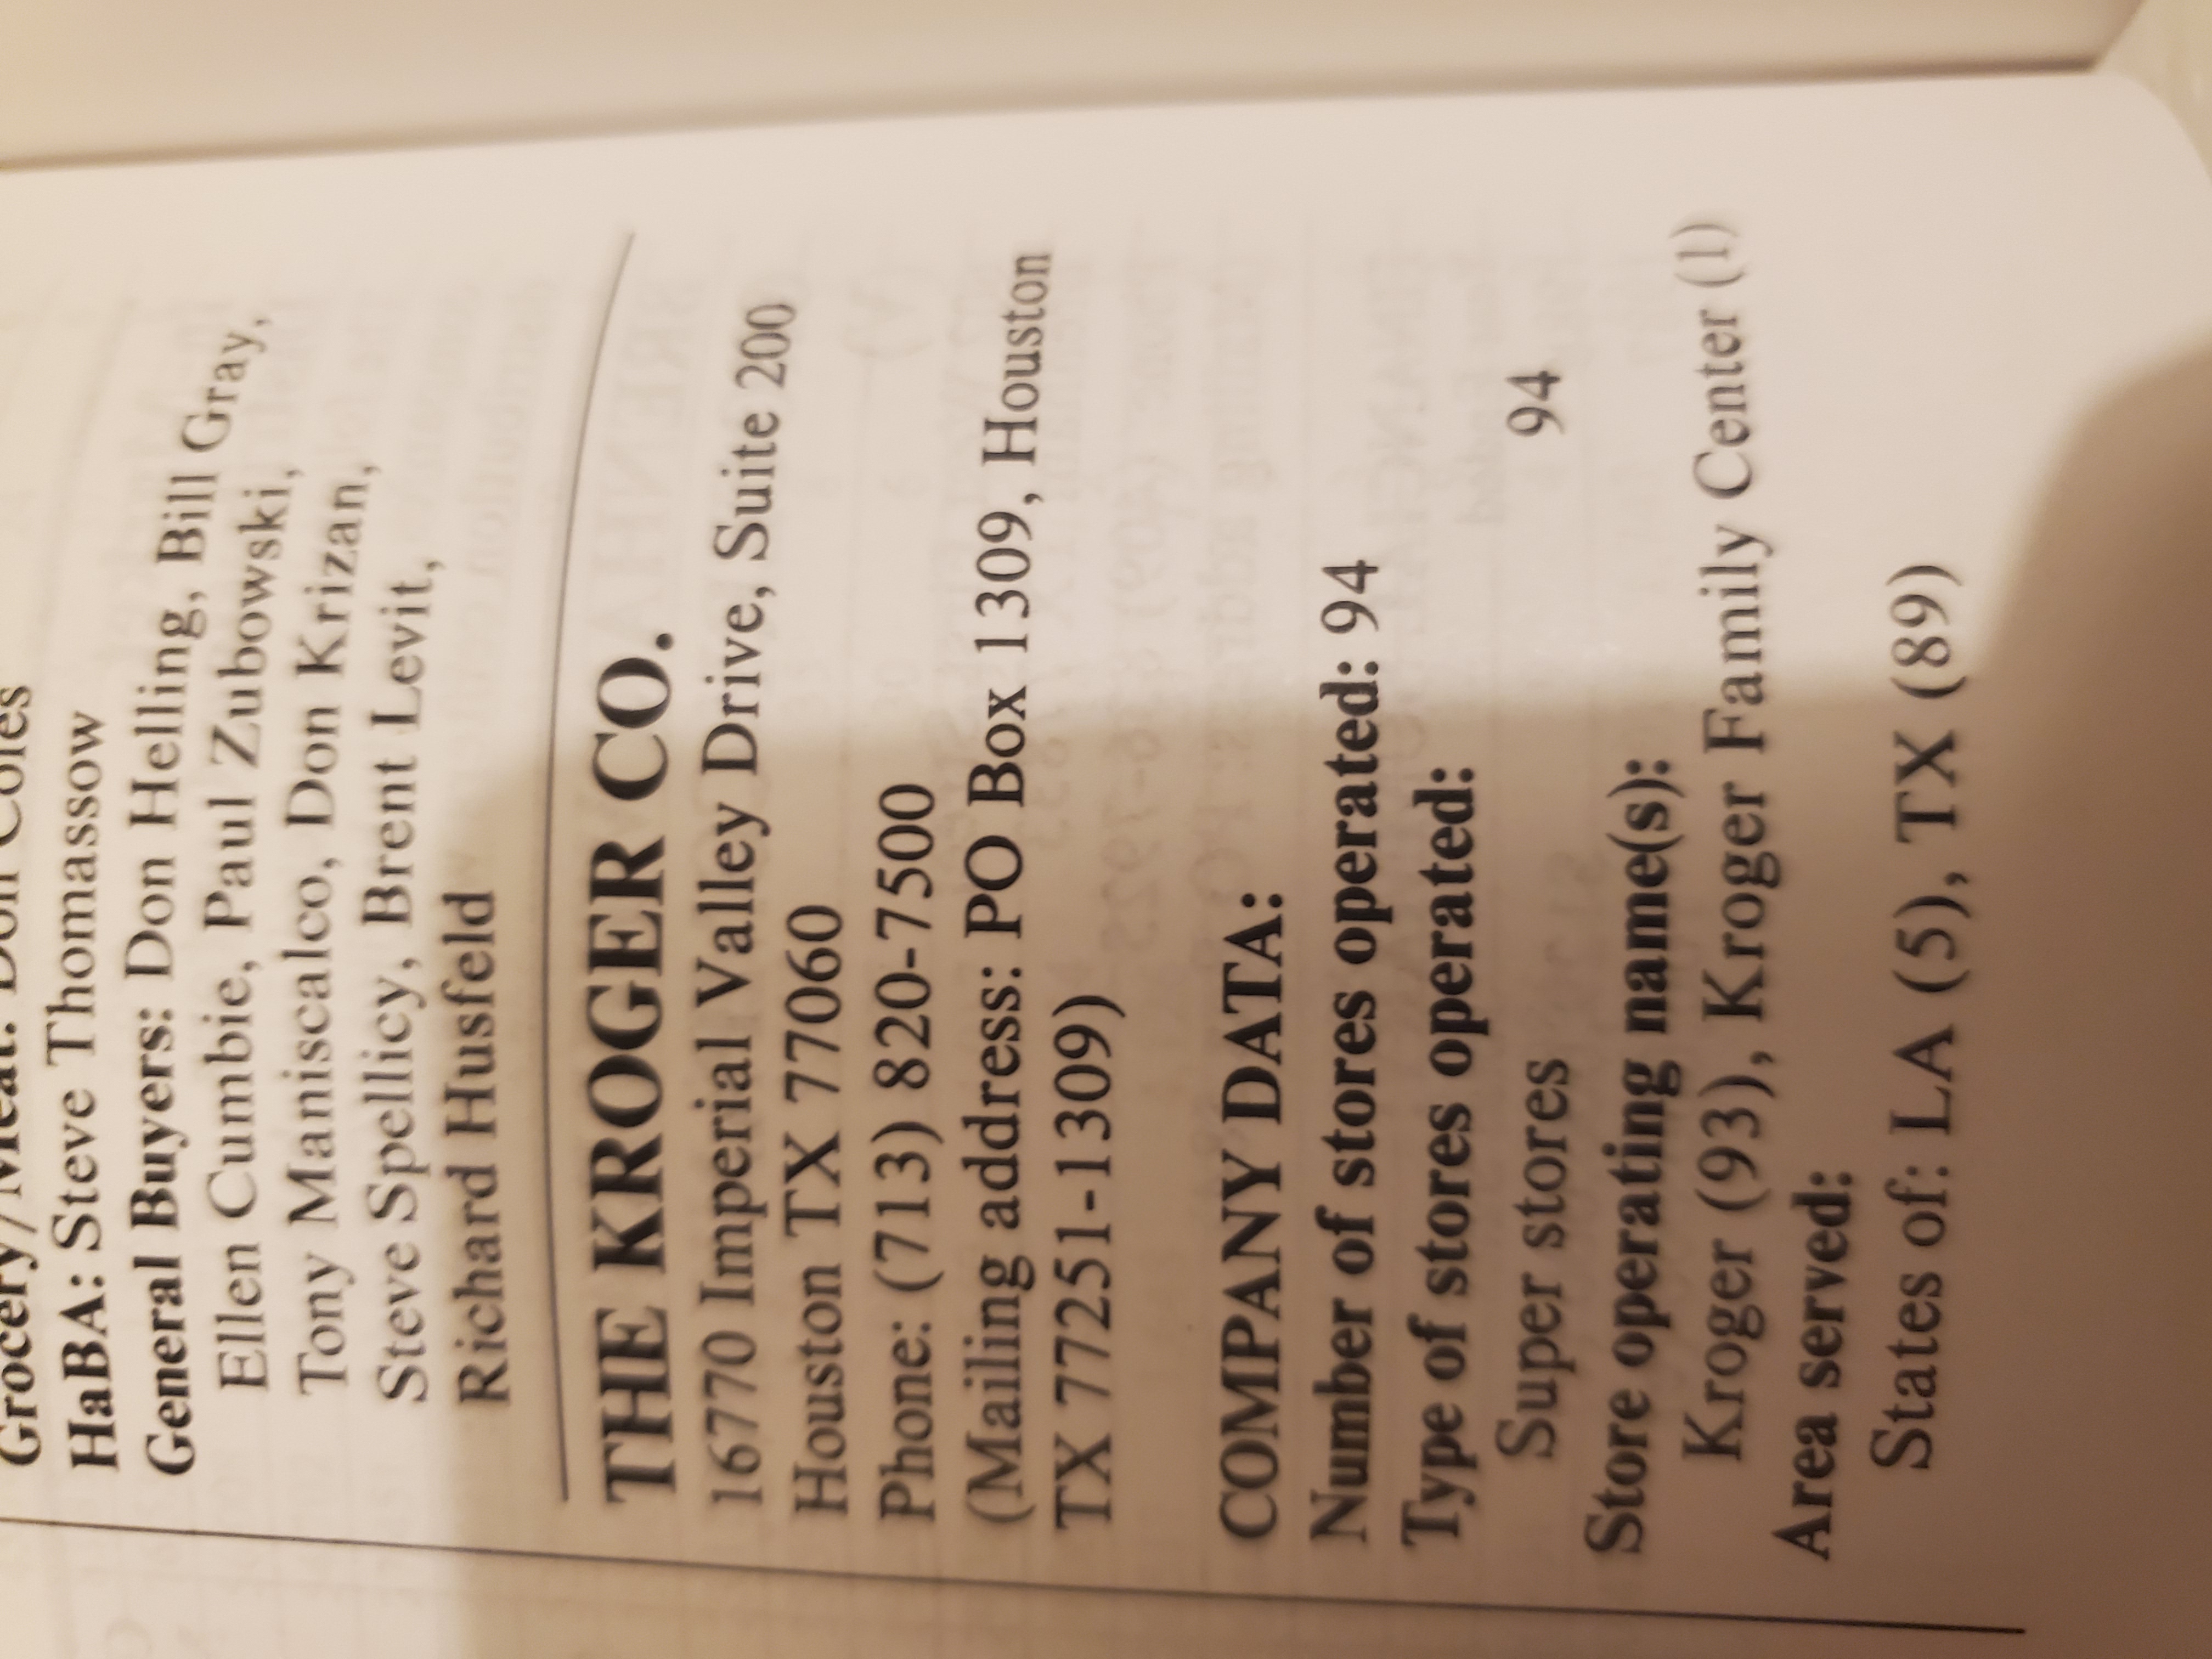 Grocery/Meat: Don Coles
HaBA: Steve Thomassow
General Buyers: Don Helling, Bill Gray,
Ellen Cumbie, Paul Zubowski,
Tony Maniscalco, Don Krizan,
Steve Spellicy, Brent Levit,
Richard Husfeld
THE KROGER CO.
16770 Imperial Valley Drive, Suite 200
Houston TX 77060
Phone: (713) 820-7500
(Mailing address: PO Box 1309, Houston
TX 77251-1309)
COMPANY DATA:
Number of stores operated: 94
Type of stores operated:
Super stores 94
Store operating name(s):
Kroger (93), Kroger Family Center (1)
Area served:
States of: LA (5), TX (89)